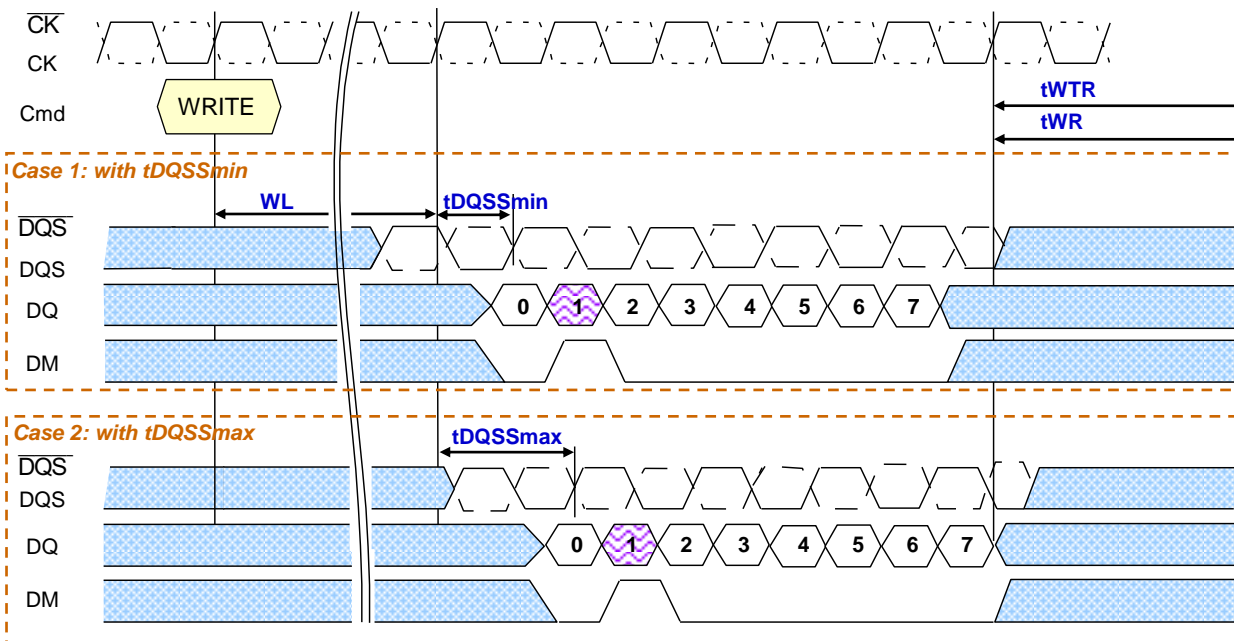 CK
CK
Cmd
WRITE
tWTR
tWR
Case 1: with tDQSSmin
WL
tDQSSmin
DQS
DQS
DQ
0 1 2 3 4 5 6 7
DM
Case 2: with tDQSSmax
tDQSSmax
DQS
DQS
DQ
0 1 2 3 4 5 6 7
DM